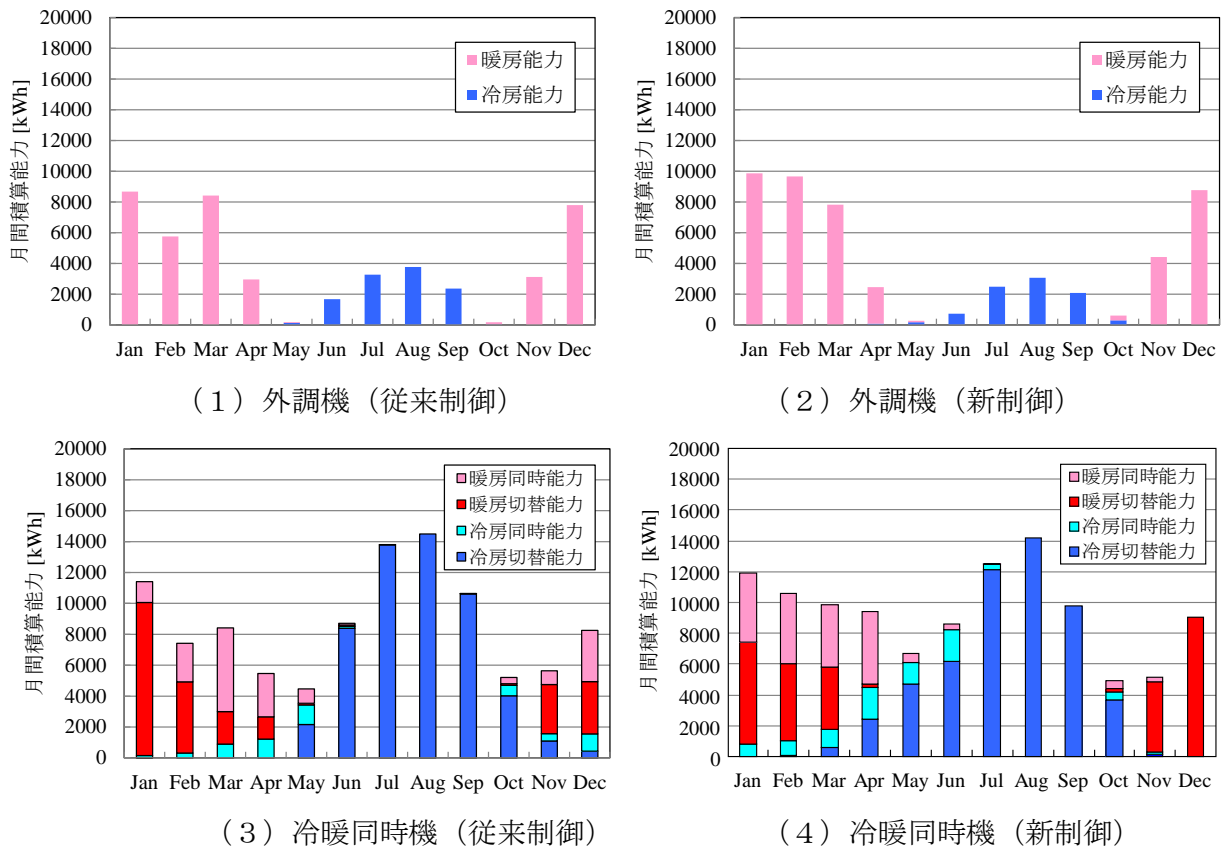 20000
18000
16000
14000
12000
10000
8000
6000
4000
2000
0
月間積算能力 [kWh]
暖房能力
冷房能力
Jan Feb Mar Apr May Jun Jul Aug Sep Oct Nov Dec
（１）外調機（従来制御）
20000
18000
16000
14000
12000
10000
8000
6000
4000
2000
0
月間積算能力 [kWh]
暖房能力
冷房能力
Jan Feb Mar Apr May Jun Jul Aug Sep Oct Nov Dec
（２）外調機（新制御）
20000
18000
16000
14000
12000
10000
8000
6000
4000
2000
0
月間積算能力 [kWh]
暖房同時能力
暖房切替能力
冷房同時能力
冷房切替能力
Jan Feb Mar Apr May Jun Jul Aug Sep Oct Nov Dec
（３）冷暖同時機（従来制御）
20000
18000
16000
14000
12000
10000
8000
6000
4000
2000
0
月間積算能力 [kWh]
暖房同時能力
暖房切替能力
冷房同時能力
冷房切替能力
Jan Feb Mar Apr May Jun Jul Aug Sep Oct Nov Dec
（４）冷暖同時機（新制御）